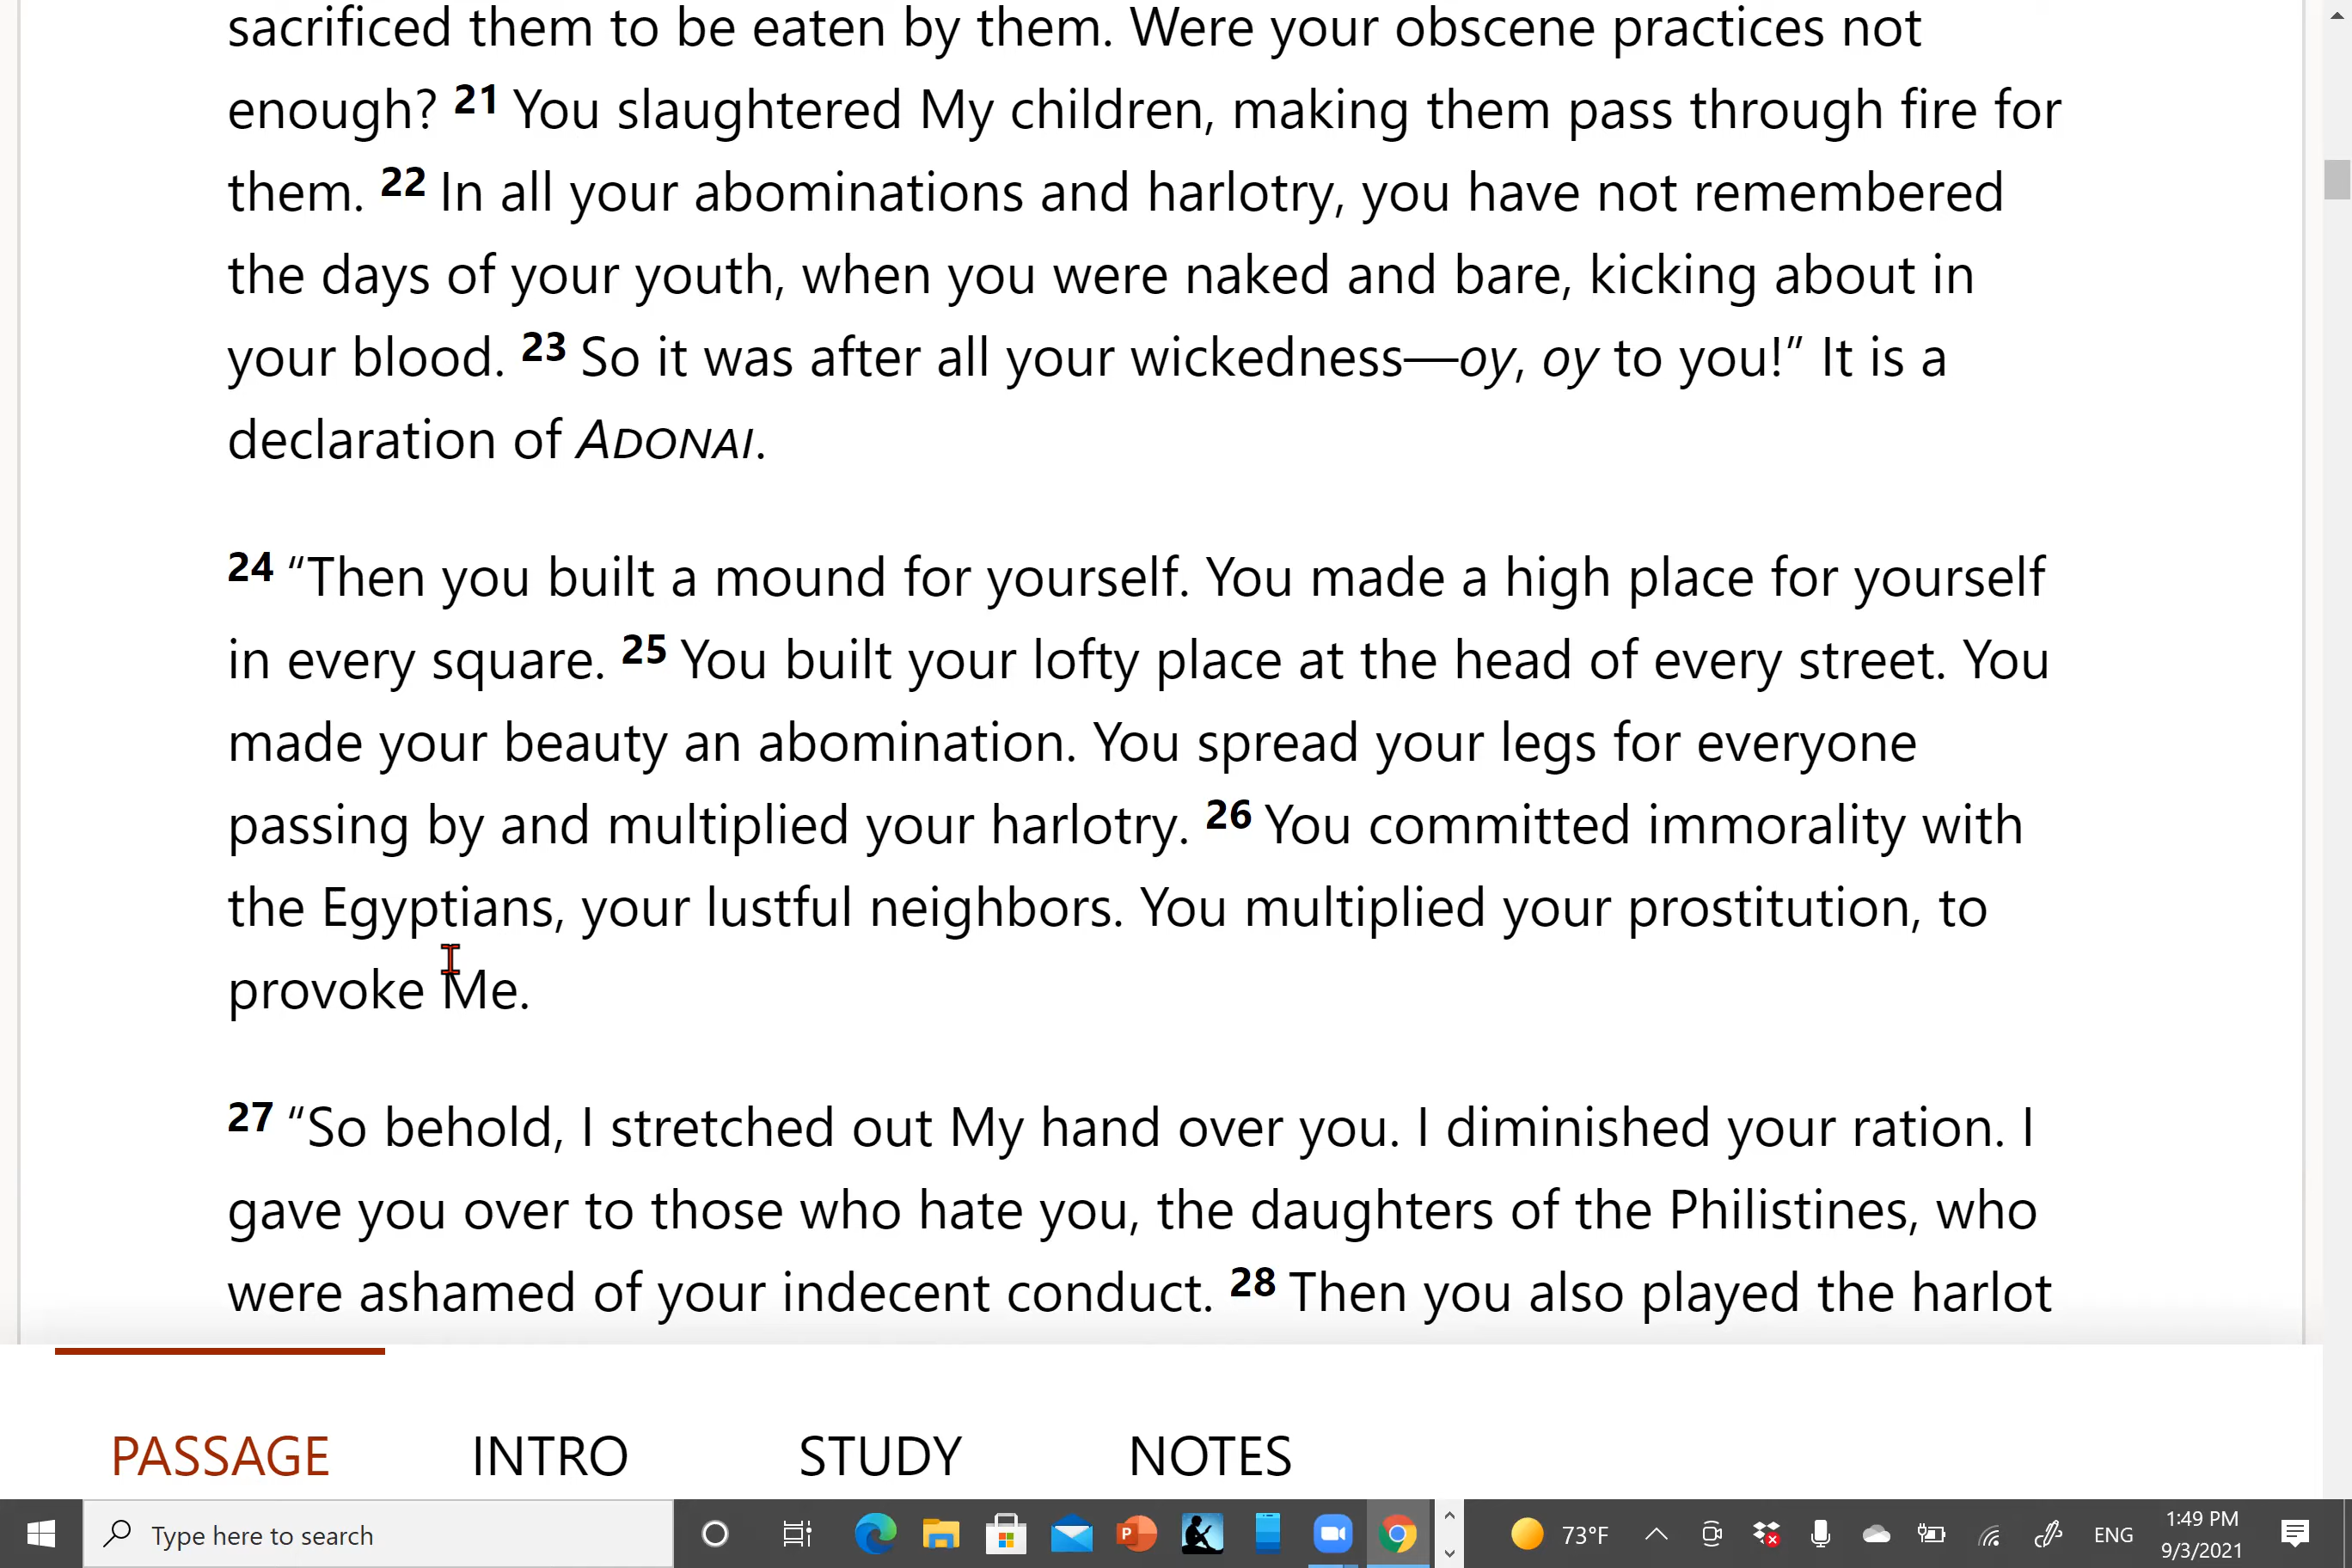 sacrificed them to be eaten by them. Were your obscene practices not
enough? 21 You slaughtered My children, making them pass through fire for
them. 22 In all your abominations and harlotry, you have not remembered
the days of your youth, when you were naked and bare, kicking about in
your blood. 23 So it was after all your wickedness—oy, oy to you!” It is a
declaration of ADONAI.
24 “Then you built a mound for yourself. You made a high place for yourself
in every square. 25 You built your lofty place at the head of every street. You
made your beauty an abomination. You spread your legs for everyone
passing by and multiplied your harlotry. 26 You committed immorality with
the Egyptians, your lustful neighbors. You multiplied your prostitution, to
provoke Me.
27 “So behold, I stretched out My hand over you. I diminished your ration. I
gave you over to those who hate you, the daughters of the Philistines, who
were ashamed of your indecent conduct. 28 Then you also played the harlot
PASSAGE INTRO STUDY NOTES
Type here to search
P
73°F
ENG
1:49 PM
9/3/2021